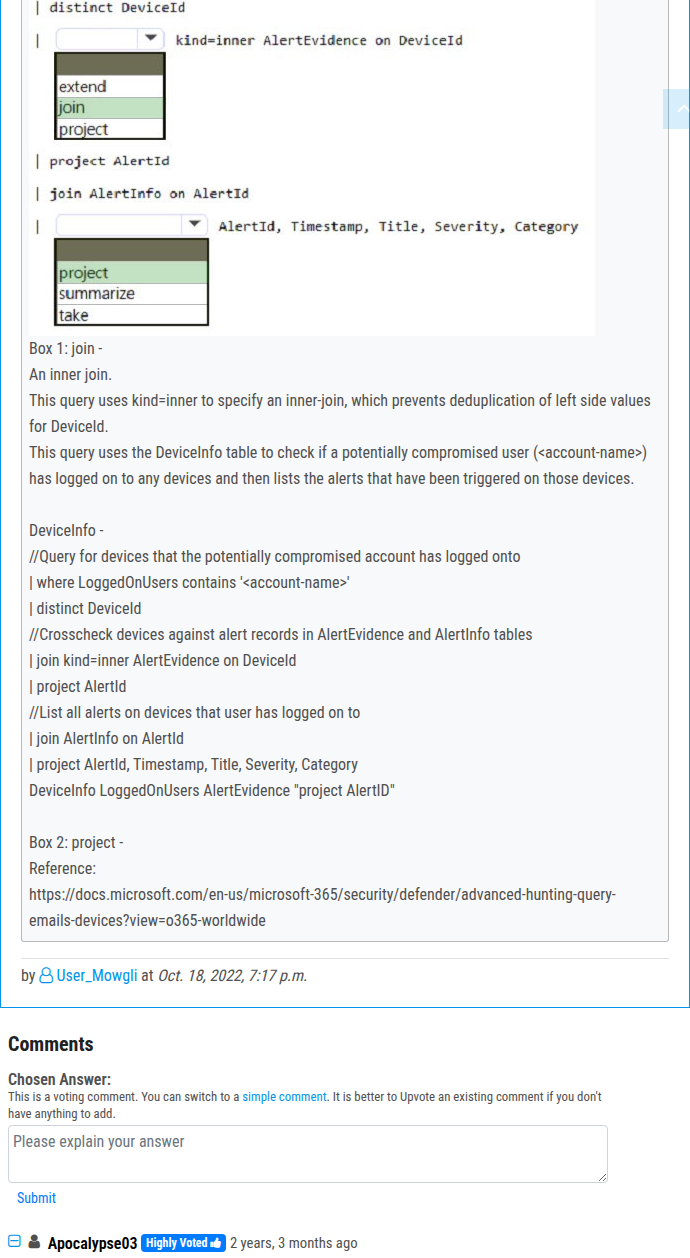 | distinct DeviceId
| kind=inner AlertEvidence on DeviceId
extend
join
project
| project AlertId
| join AlertInfo on AlertId
| AlertId, Timestamp, Title, Severity, Category
project
summarize
take
Box 1: join -
An inner join.
This query uses kind=inner to specify an inner-join, which prevents deduplication of left side values
for DeviceId.
This query uses the DeviceInfo table to check if a potentially compromised user (<account-name>)
has logged on to any devices and then lists the alerts that have been triggered on those devices.
DeviceInfo -
//Query for devices that the potentially compromised account has logged onto
| where LoggedOnUsers contains '<account-name>'
| distinct DeviceId
//Crosscheck devices against alert records in AlertEvidence and AlertInfo tables
| join kind=inner AlertEvidence on DeviceId
| project AlertId
//List all alerts on devices that user has logged on to
| join AlertInfo on AlertId
| project AlertId, Timestamp, Title, Severity, Category
DeviceInfo LoggedOnUsers AlertEvidence "project AlertID"
Box 2: project -
Reference:
https://docs.microsoft.com/en-us/microsoft-365/security/defender/advanced-hunting-query-
emails-devices?view=o365-worldwide
by User_Mowgli at Oct. 18, 2022, 7:17 p.m.
Comments
Chosen Answer:
This is a voting comment. You can switch to a simple comment. It is better to Upvote an existing comment if you don't
have anything to add.
Please explain your answer
Submit
Apocalypse03 Highly Voted 2 years, 3 months ago